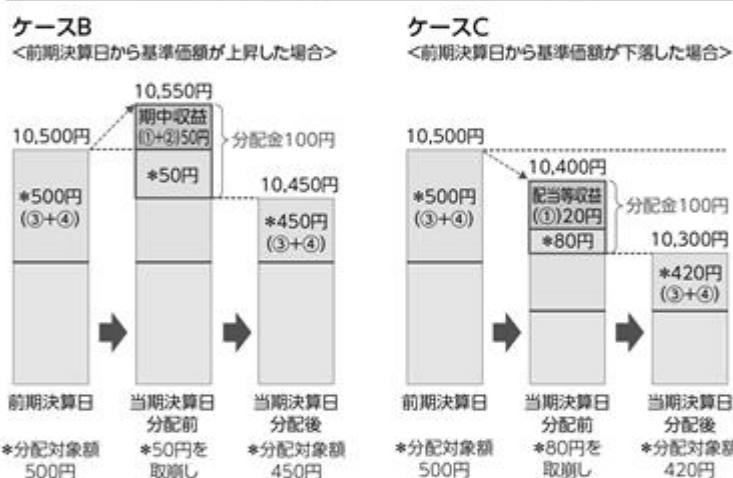 ケースB
<前期決算日から基準価額が上昇した場合>
10,550円
期中収益
(①+②)50円
分配金100円
10,500円
*50円
*500円
(③+④)
10,450円
*450円
(③+④)
前期決算日
当期決算日
分配前
当期決算日
分配後
*分配対象額
500円
*50円を
取崩し
*分配対象額
450円
ケースC
<前期決算日から基準価額が下落した場合>
10,500円
*500円
(③+④)
10,400円
配当等収益
(①)20円
分配金100円
*80円
10,300円
*420円
(③+④)
前期決算日
当期決算日
分配前
当期決算日
分配後
*分配対象額
500円
*80円を
取崩し
*分配対象額
420円